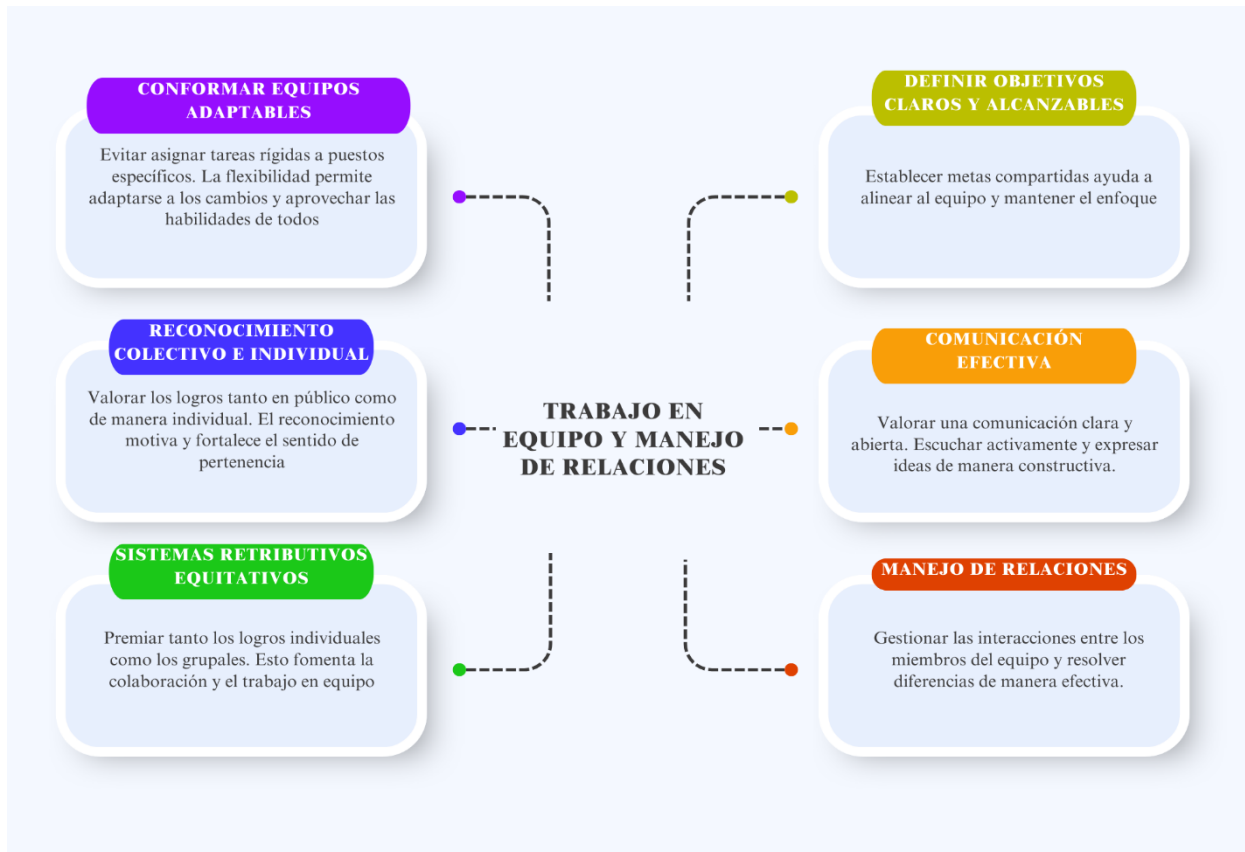 CONFORMAR EQUIPOS
ADAPTABLES
Evitar asignar tareas rígidas a puestos
específicos. La flexibilidad permite
adaptarse a los cambios y aprovechar las
habilidades de todos
RECONOCIMIENTO
COLECTIVO E INDIVIDUAL
Valorar los logros tanto en público como
de manera individual. El reconocimiento
motiva y fortalece el sentido de
pertenencia
SISTEMAS RETRIBUTIVOS
EQUITATIVOS
Premiar tanto los logros individuales
como los grupales. Esto fomenta la
colaboración y el trabajo en equipo
TRABAJO EN
EQUIPO Y MANEJO
DE RELACIONES
DEFINIR OBJETIVOS
CLAROS Y ALCANZABLES
Establecer metas compartidas ayuda a
alinear al equipo y mantener el enfoque
COMUNICACIÓN
EFECTIVA
Valorar una comunicación clara y
abierta. Escuchar activamente y expresar
ideas de manera constructiva.
MANEJO DE RELACIONES
Gestionar las interacciones entre los
miembros del equipo y resolver
diferencias de manera efectiva.